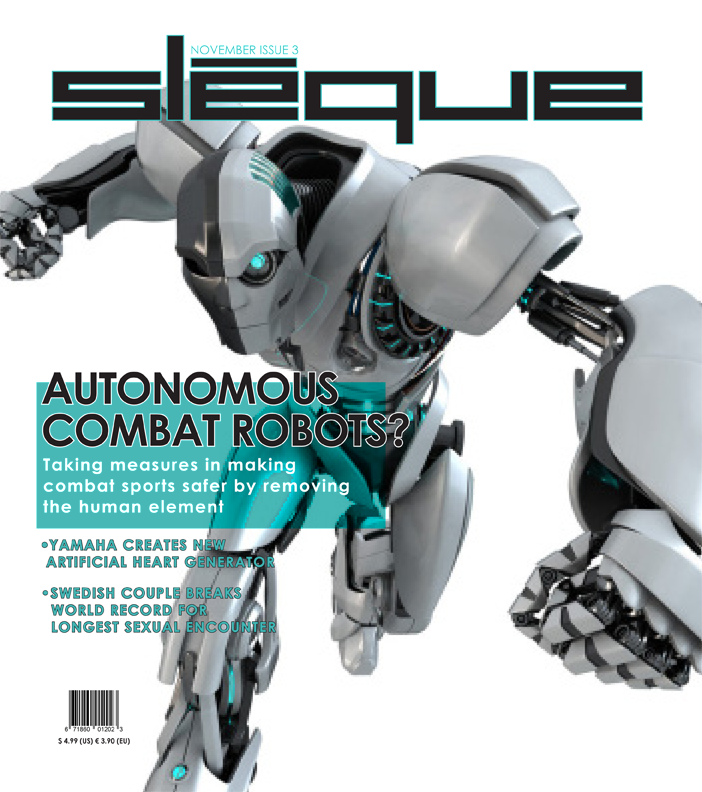 NOVEMBER ISSUE 3
slēque
AUTONOMOUS
COMBAT ROBOTS?
Taking measures in making
combat sports safer by removing
the human element
•YAMAHA CREATES NEW
ARTIFICIAL HEART GENERATOR
•SWEDISH COUPLE BREAKS
WORLD RECORD FOR
LONGEST SEXUAL ENCOUNTER
6 71860 01202 3
$ 4.99 (US) € 3.90 (EU)